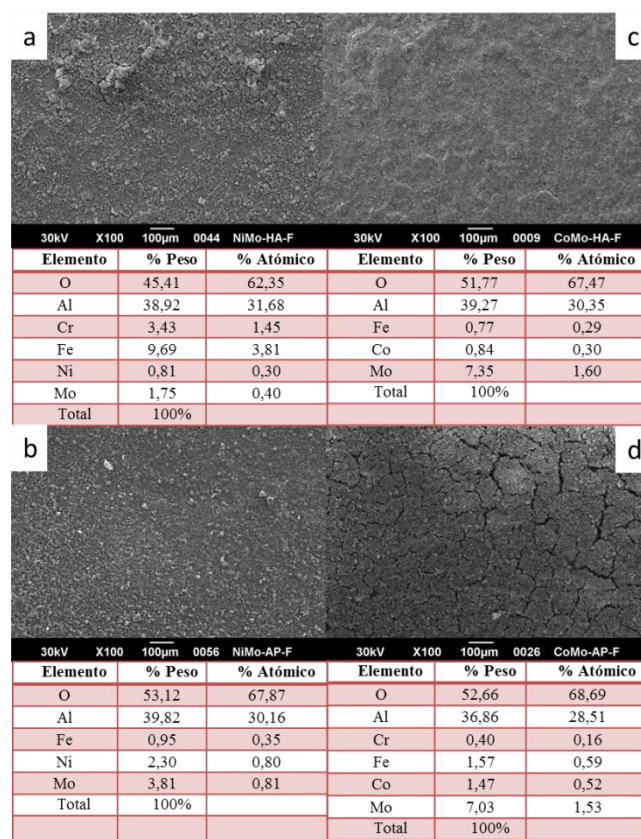 a
c
30kV X100 100µm 0044 NiMo-HA-F
30kV X100 100µm 0009 CoMo-HA-F
Elemento % Peso % Atómico
O 45,41 62,35
Al 38,92 31,68
Cr 3,43 1,45
Fe 9,69 3,81
Ni 0,81 0,30
Mo 1,75 0,40
Total 100%
Elemento % Peso % Atómico
O 51,77 67,47
Al 39,27 30,35
Fe 0,77 0,29
Co 0,84 0,30
Mo 7,35 1,60
Total 100%
b
d
30kV X100 100µm 0056 NiMo-AP-F
30kV X100 100µm 0026 CoMo-AP-F
Elemento % Peso % Atómico
O 53,12 67,87
Al 39,82 30,16
Fe 0,95 0,35
Ni 2,30 0,80
Mo 3,81 0,81
Total 100%
Elemento % Peso % Atómico
O 52,66 68,69
Al 36,86 28,51
Cr 0,40 0,16
Fe 1,57 0,59
Co 1,47 0,52
Mo 7,03 1,53
Total 100%